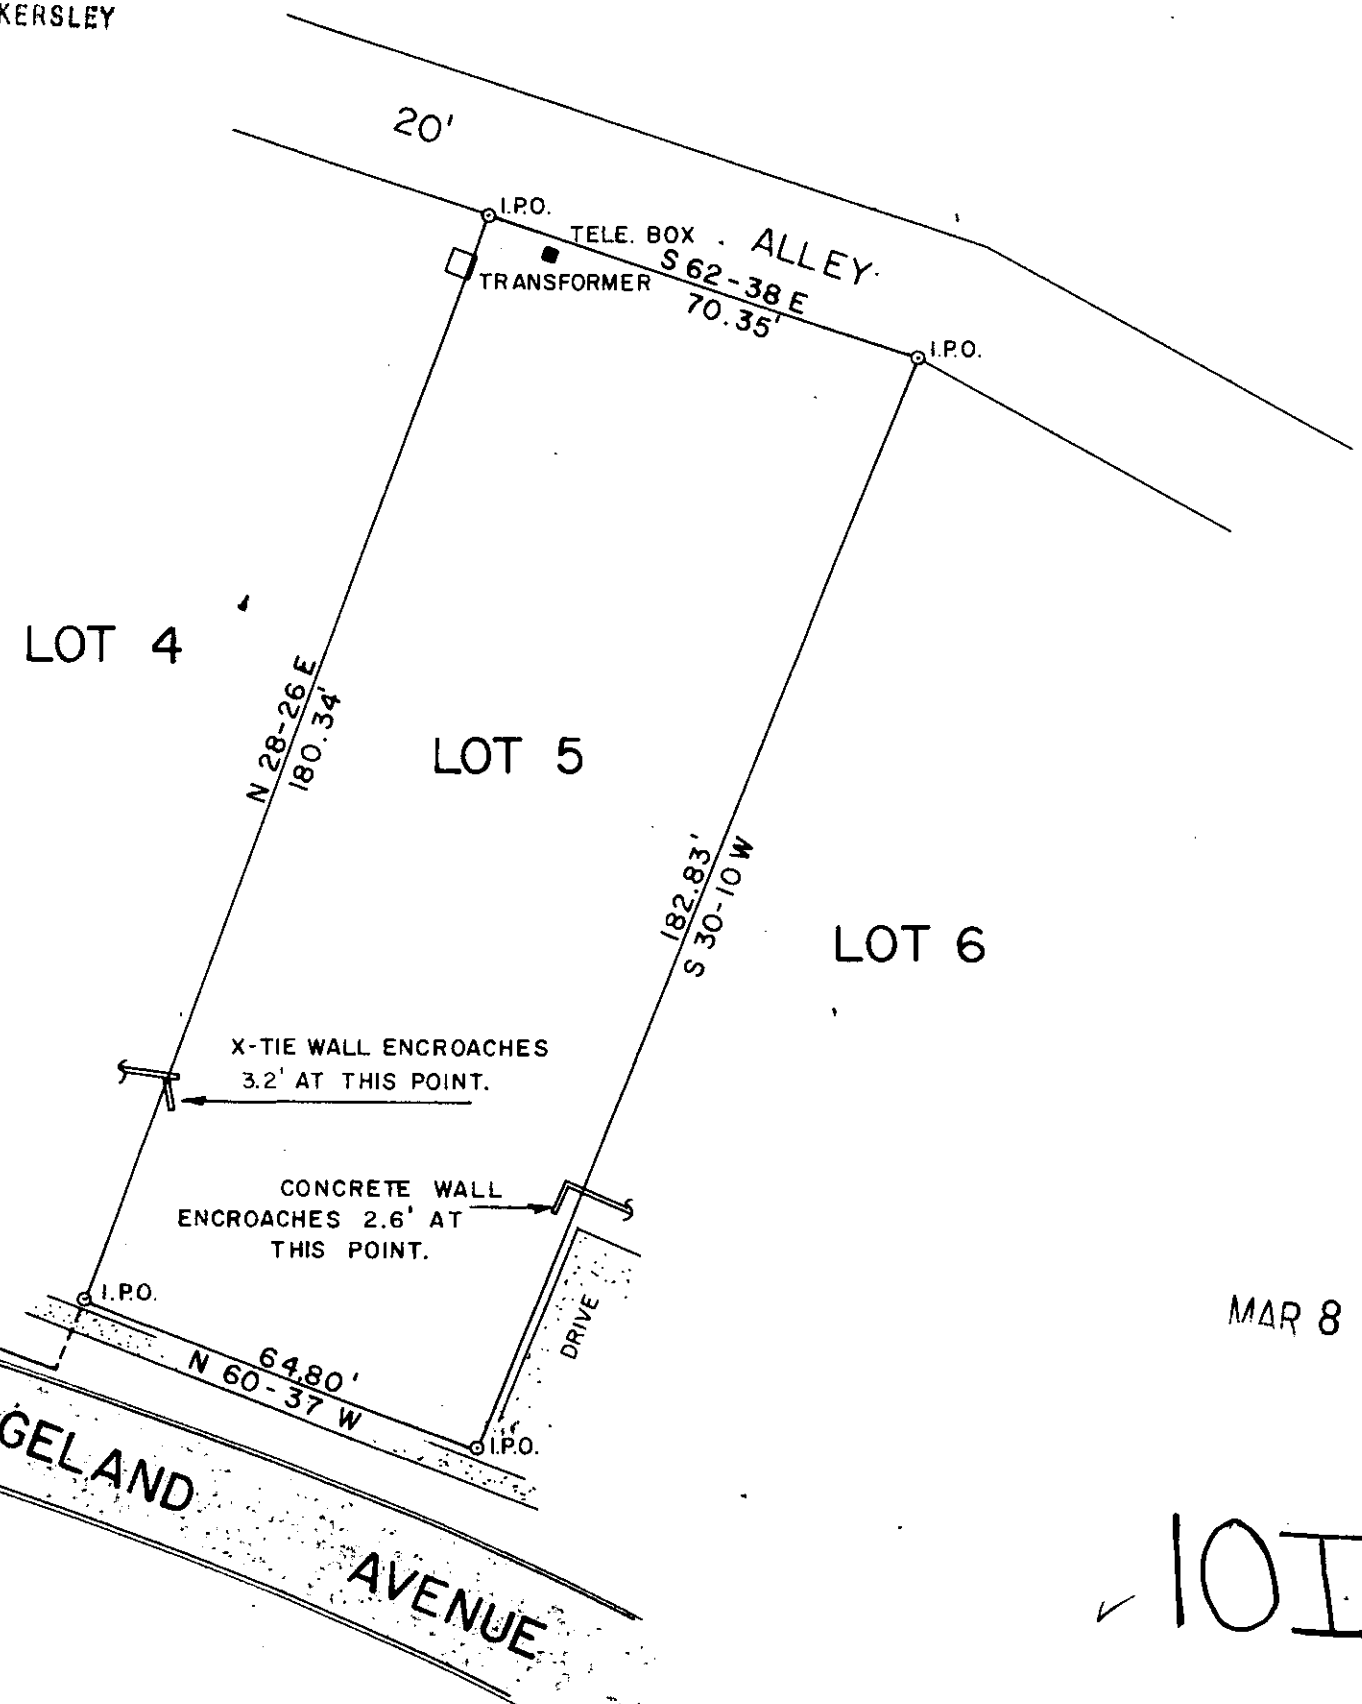 KERSLEY
20'
I.P.O.
TELE. BOX
ALLEY
TRANSFORMER
S 62-38 E
70.35'
I.P.O.
LOT 4
N 28-26 E
180.34'
LOT 5
182.83'
S 30-10 W
LOT 6
X-TIE WALL ENCROACHES
3.2' AT THIS POINT.
CONCRETE WALL
ENCROACHES 2.6' AT
THIS POINT.
I.P.O.
DRIVE
MAR 8
64.80'
N 60-37 W
I.P.O.
GELAND
AVENUE
10I